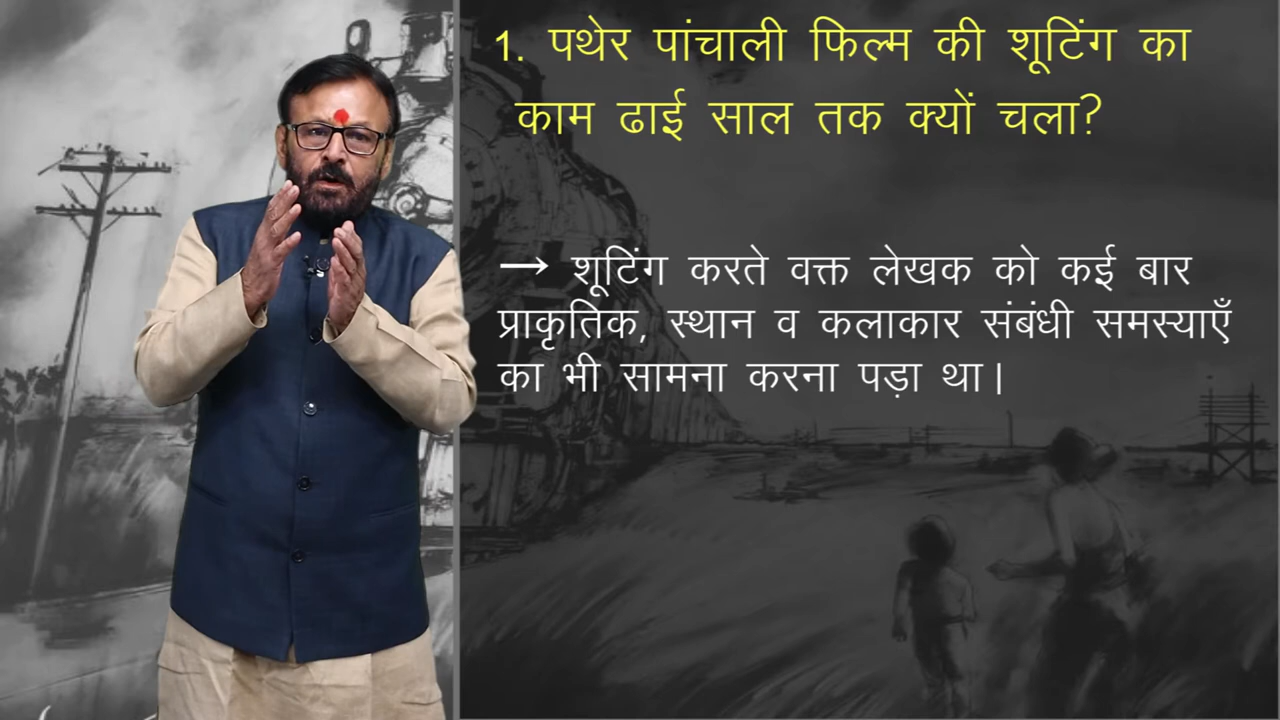 1. पथेर पांचाली फिल्म की शूटिंग का
काम ढाई साल तक क्यों चला?
→ शूटिंग करते वक्त लेखक को कई बार
प्राकृतिक, स्थान व कलाकार संबंधी समस्याएँ
का भी सामना करना पड़ा था।